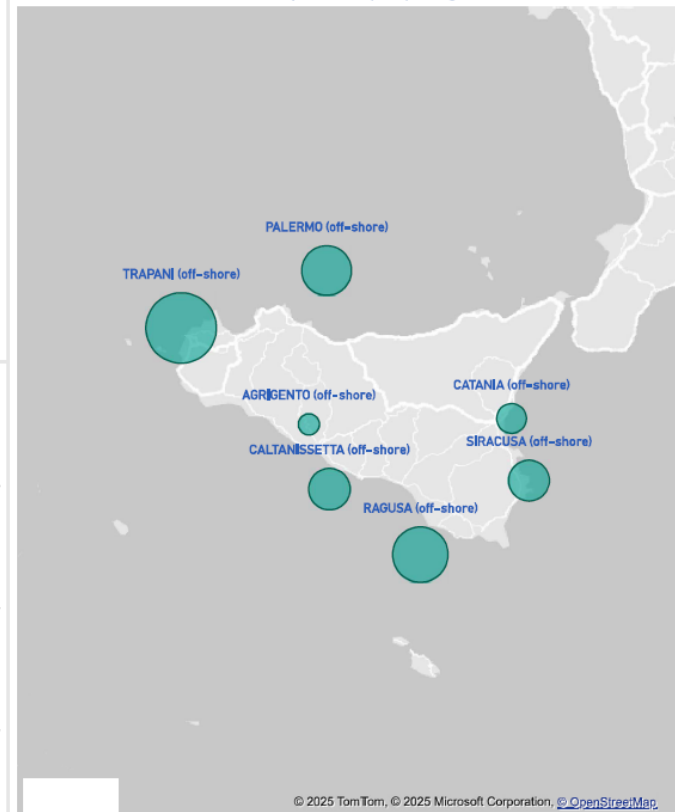 PALERMO (off-shore)
TRAPANI (off-shore)
CATANIA (off-shore)
AGRIGENTO (off-shore)
SIRACUSA (off-shore)
CALTANISSETTA (off-shore)
RAGUSA (off-shore)
© 2025 TomTom, © 2025 Microsoft Corporation, © OpenStreetMap